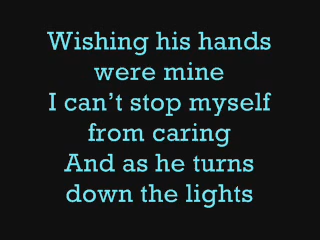 Wishing his hands
were mine
I can’t stop myself
from caring
And as he turns
down the lights